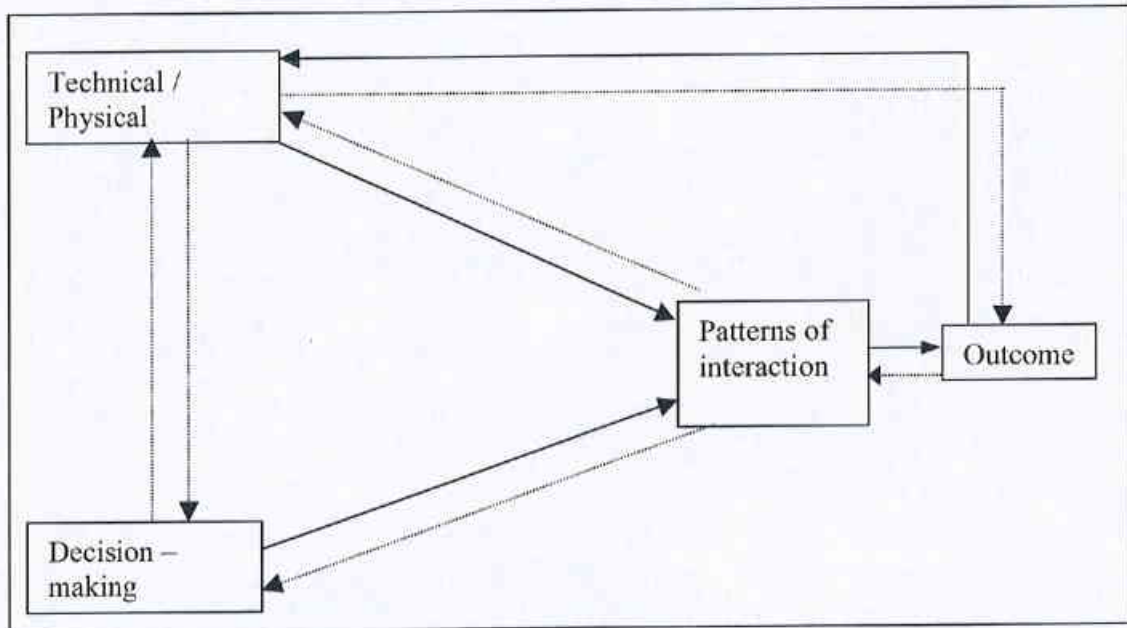 Technical /
Physical
Patterns of
interaction
Outcome
Decision –
making